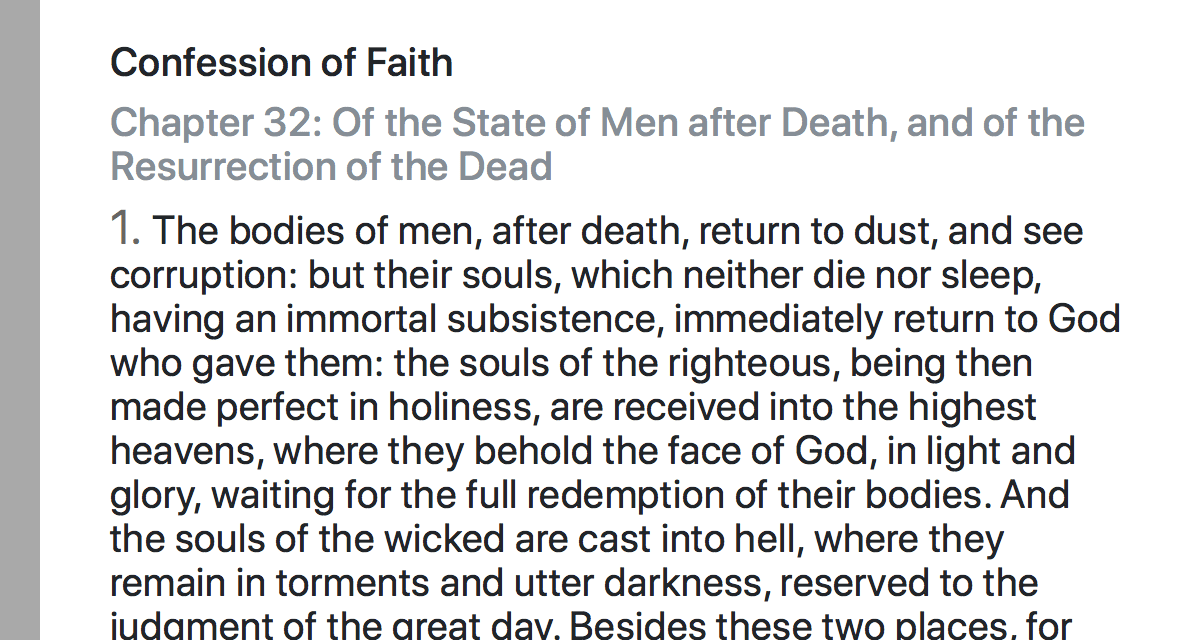 Confession of Faith
Chapter 32: Of the State of Men after Death, and of the
Resurrection of the Dead
1. The bodies of men, after death, return to dust, and see
corruption: but their souls, which neither die nor sleep,
having an immortal subsistence, immediately return to God
who gave them: the souls of the righteous, being then
made perfect in holiness, are received into the highest
heavens, where they behold the face of God, in light and
glory, waiting for the full redemption of their bodies. And
the souls of the wicked are cast into hell, where they
remain in torments and utter darkness, reserved to the
judgment of the great day. Besides these two places, for